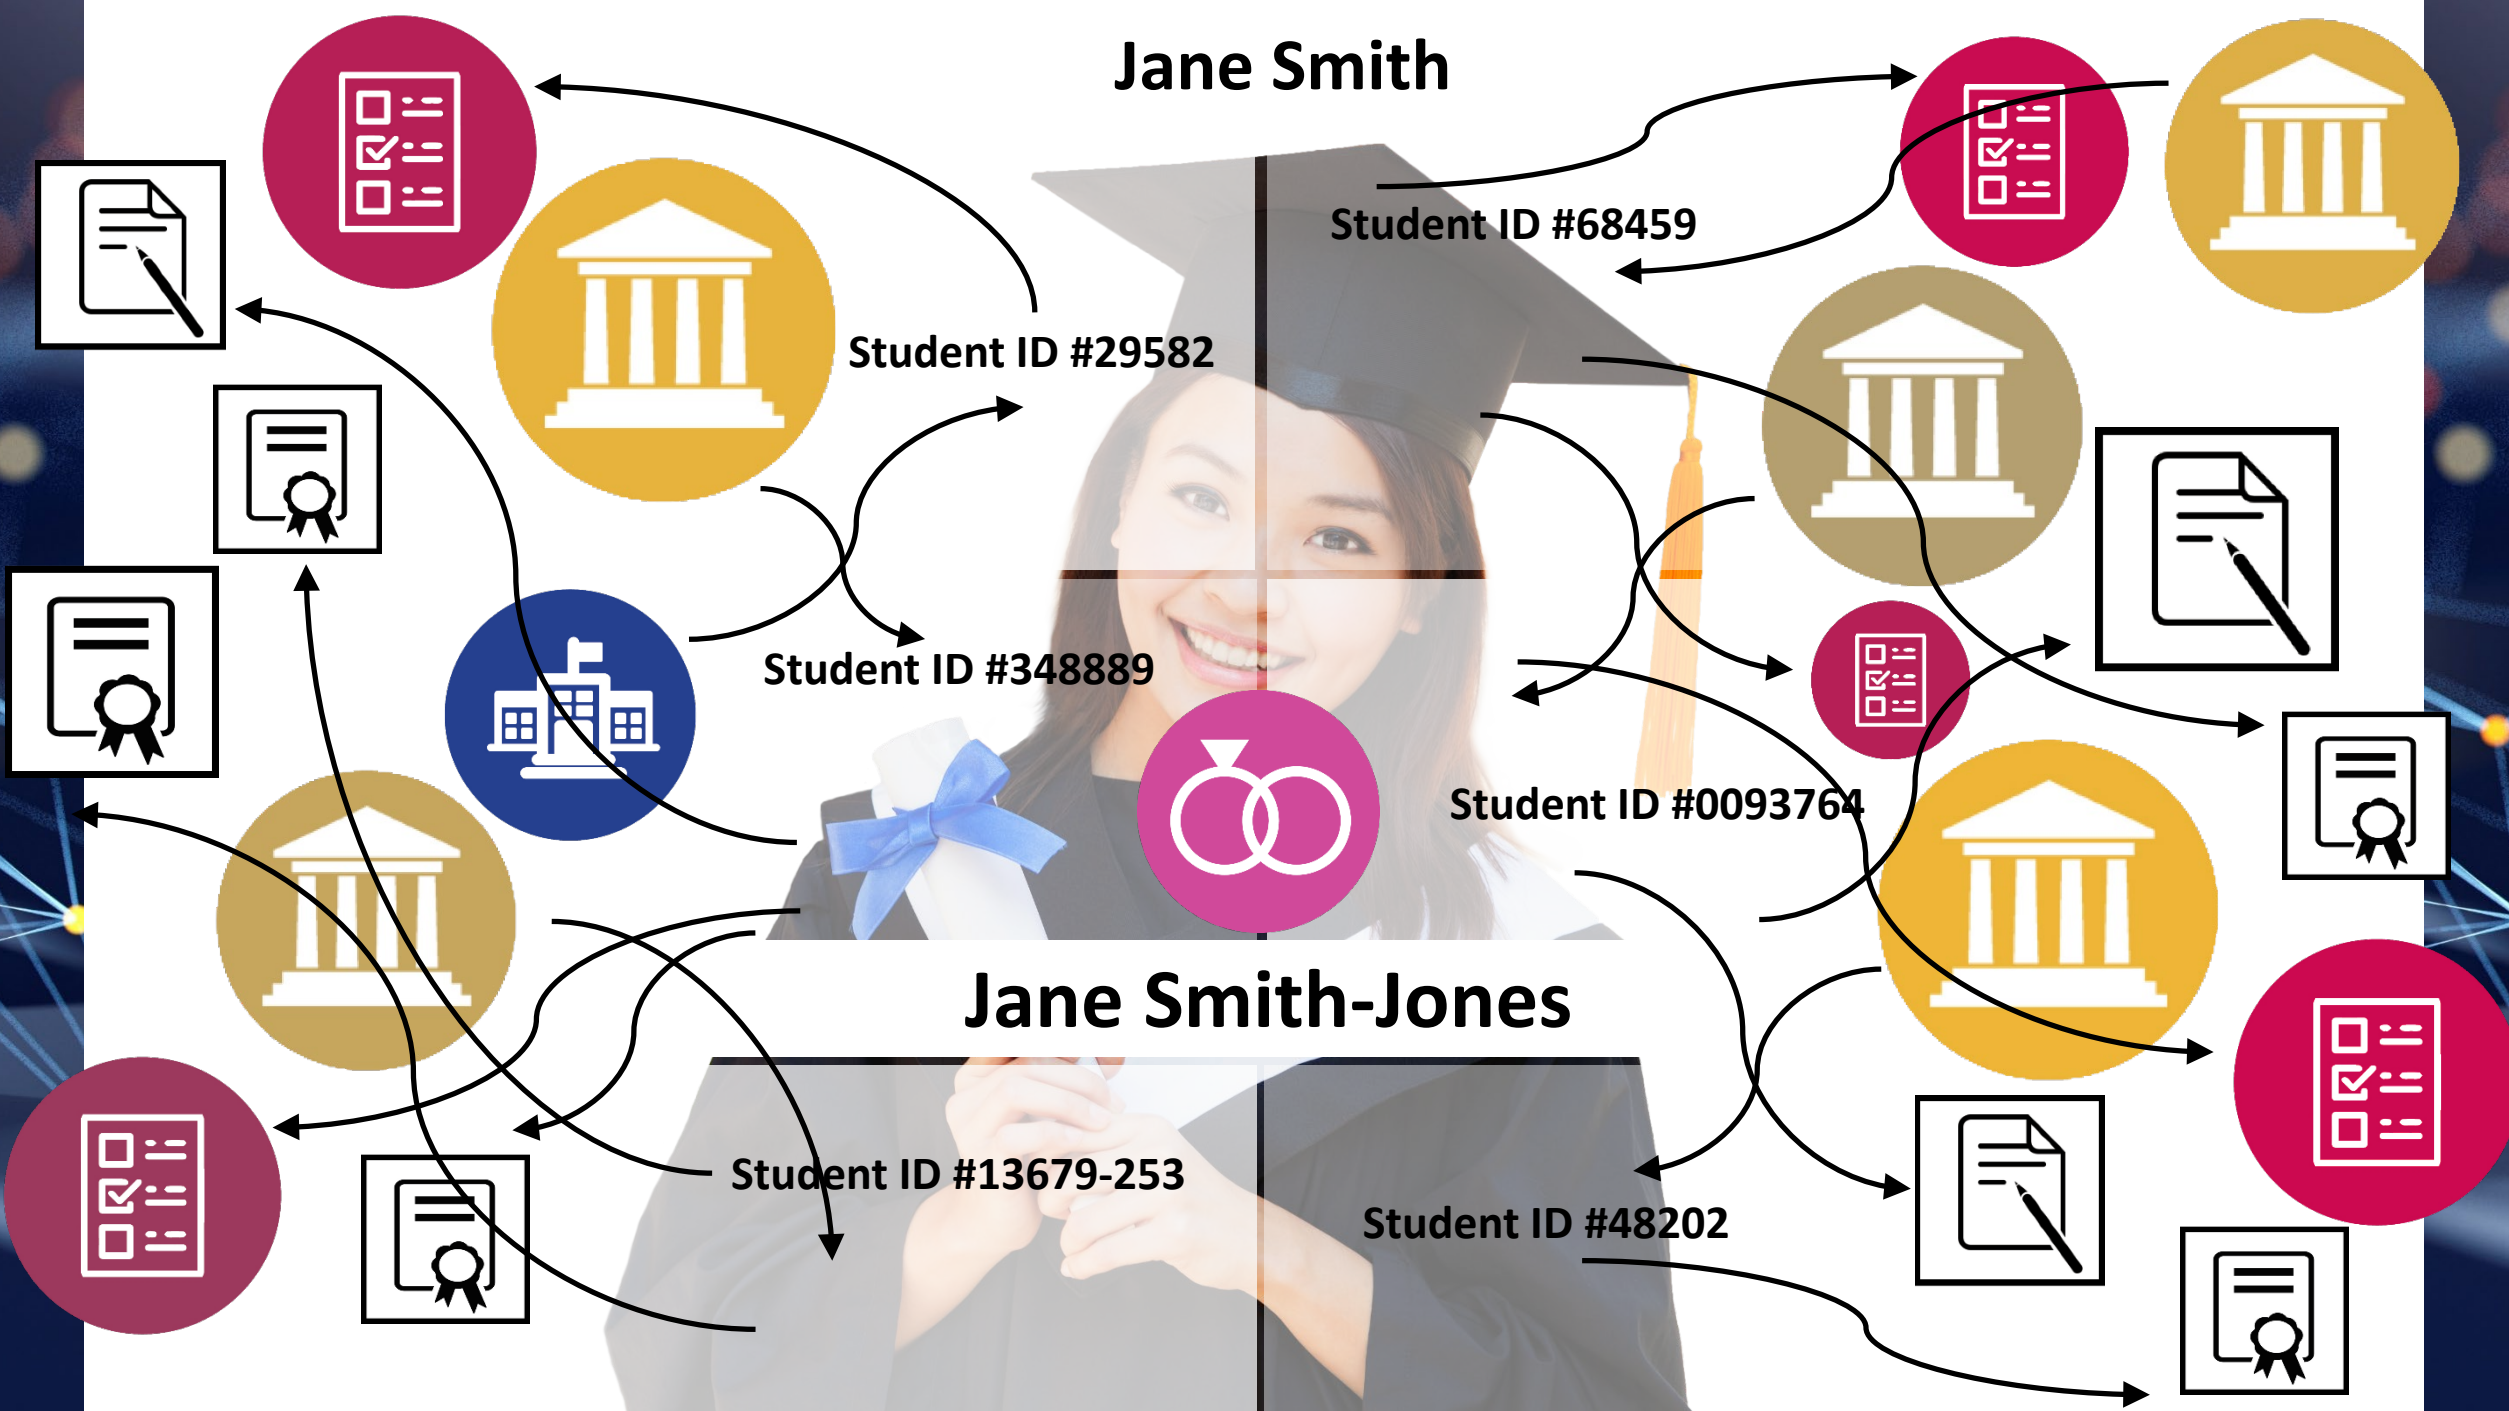 Jane Smith
Student ID #68459
Student ID #29582
Student ID #348889
Student ID #0093764
Jane Smith-Jones
Student ID #13679-253
Student ID #48202